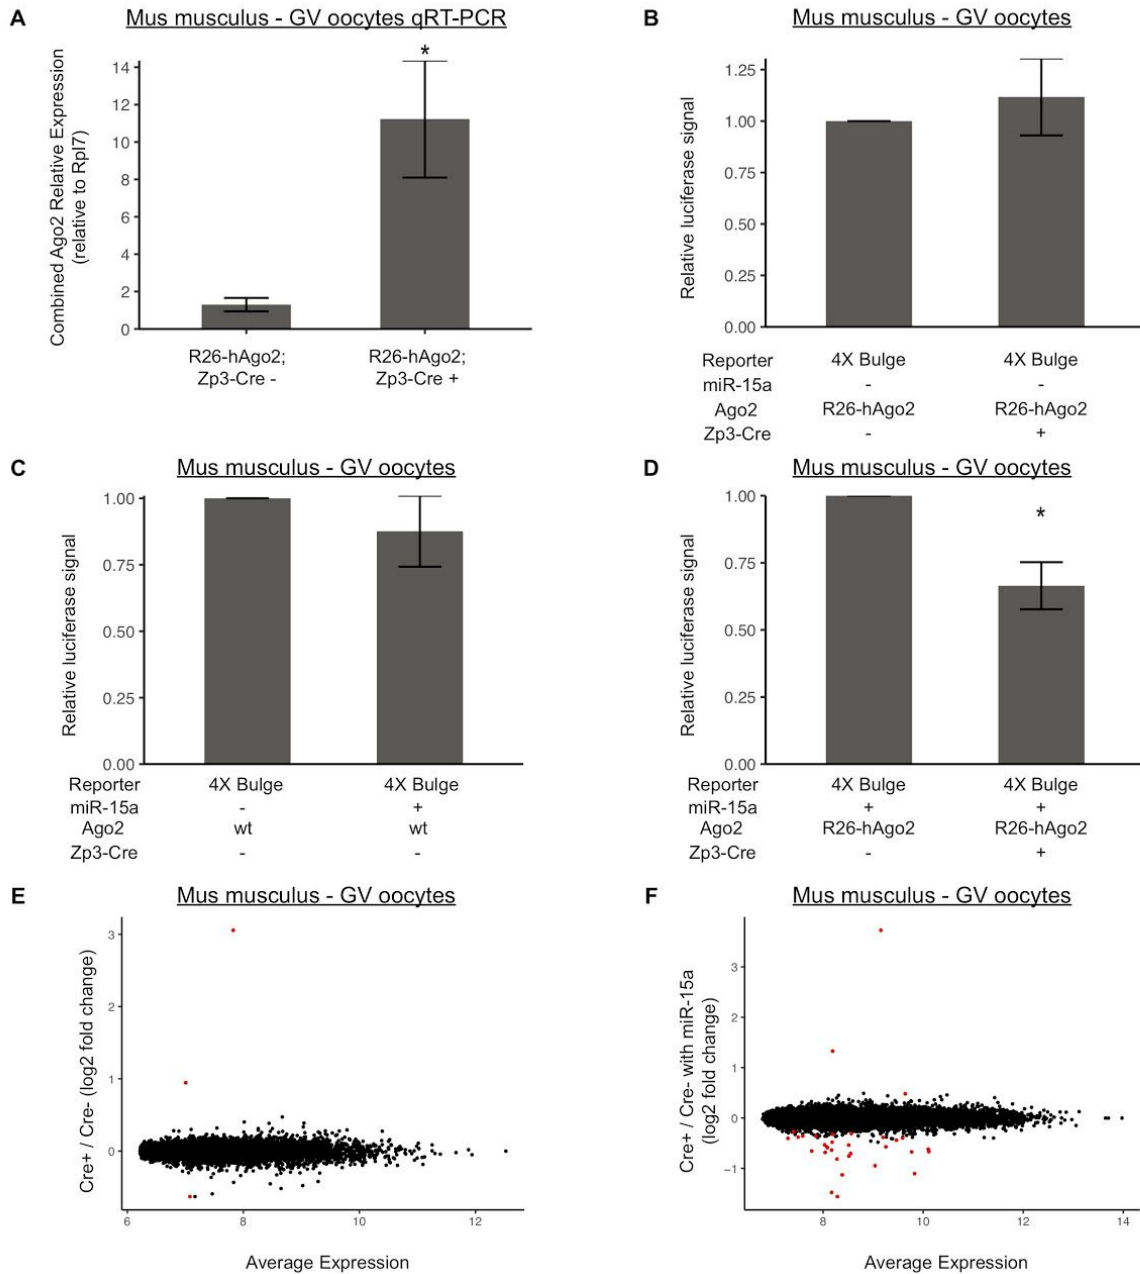 A
Mus musculus - GV oocytes qRT-PCR
*
Combined Ago2 Relative Expression
(relative to Rpl7)
14
12
10
8
6
4
2
0
R26-hAgo2;
Zp3-Cre -
R26-hAgo2;
Zp3-Cre +
B
Mus musculus - GV oocytes
Relative luciferase signal
1.25
1.00
0.75
0.50
0.25
0.00
Reporter 4X Bulge 4X Bulge
miR-15a - -
Ago2 R26-hAgo2 R26-hAgo2
Zp3-Cre - +
C
Mus musculus - GV oocytes
Relative luciferase signal
1.00
0.75
0.50
0.25
0.00
Reporter 4X Bulge 4X Bulge
miR-15a - +
Ago2 wt wt
Zp3-Cre - -
D
Mus musculus - GV oocytes
*
Relative luciferase signal
1.00
0.75
0.50
0.25
0.00
Reporter 4X Bulge 4X Bulge
miR-15a + +
Ago2 R26-hAgo2 R26-hAgo2
Zp3-Cre - +
E
Mus musculus - GV oocytes
Cre+ / Cre- (log2 fold change)
3
2
1
0
6 8 10 12
Average Expression
F
Mus musculus - GV oocytes
Cre+ / Cre- with miR-15a
(log2 fold change)
3
2
1
0
−1
8 10 12 14
Average Expression